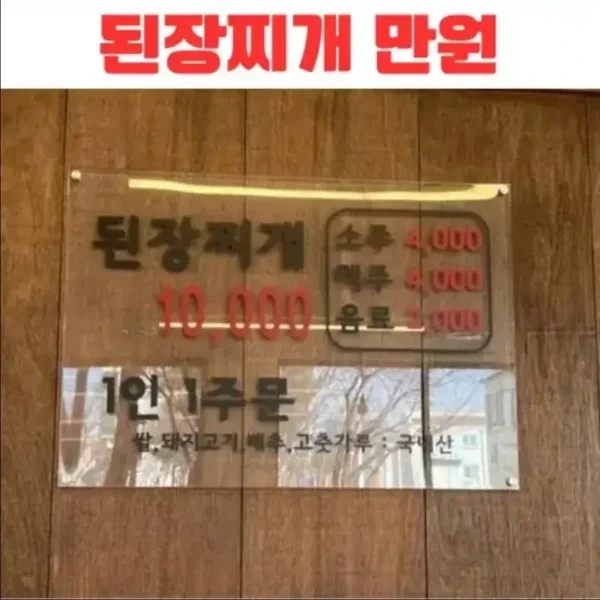 된장찌개 만원
된장찌개
10,000
소주 4,000
맥주 4,000
음료 2,000
1인 1주문
쌀,돼지고기,배추,고춧가루 : 국내산